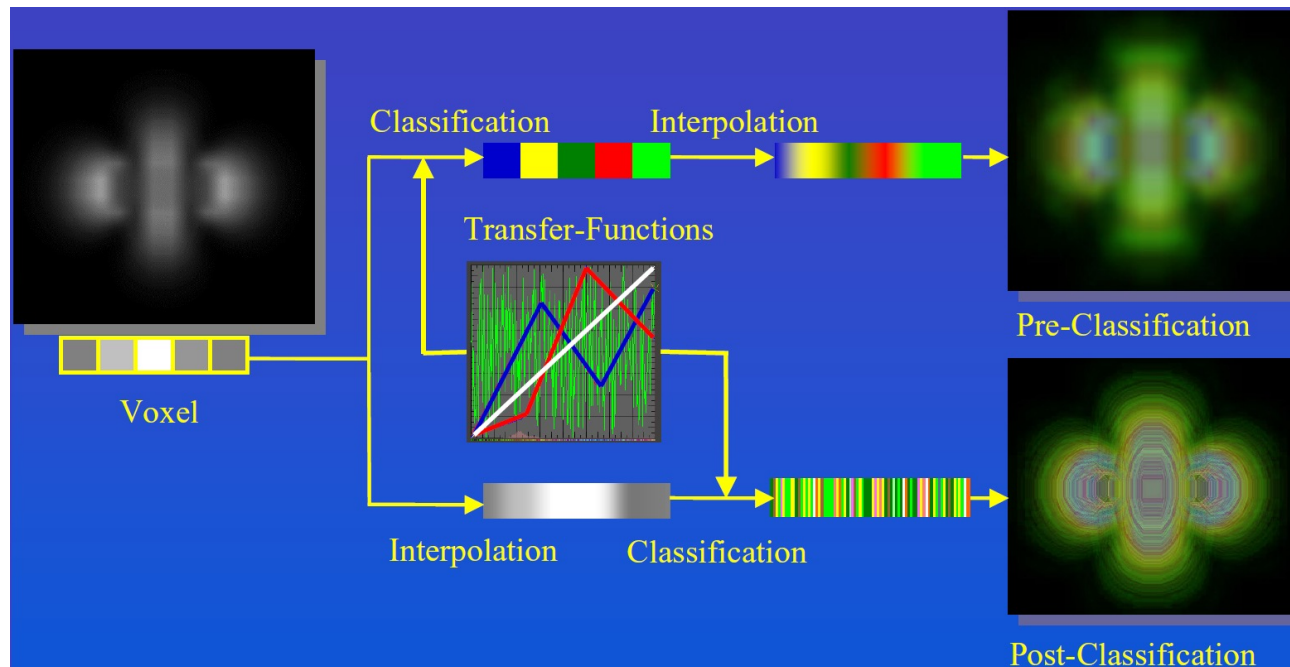 Classification
Interpolation
Transfer-Functions
Pre-Classification
Voxel
Interpolation
Classification
Post-Classification